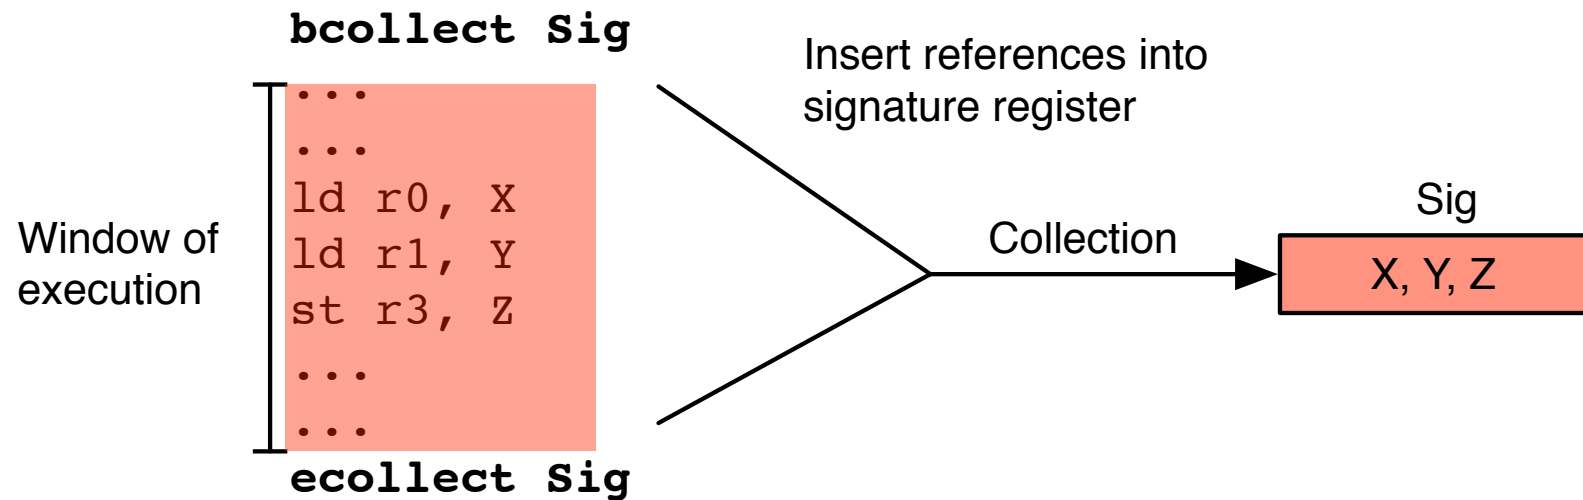 bcollect Sig
...
...
ld r0, X
ld r1, Y
st r3, Z
...
...
ecollect Sig
Window of
execution
Insert references into
signature register
Collection
Sig
X, Y, Z